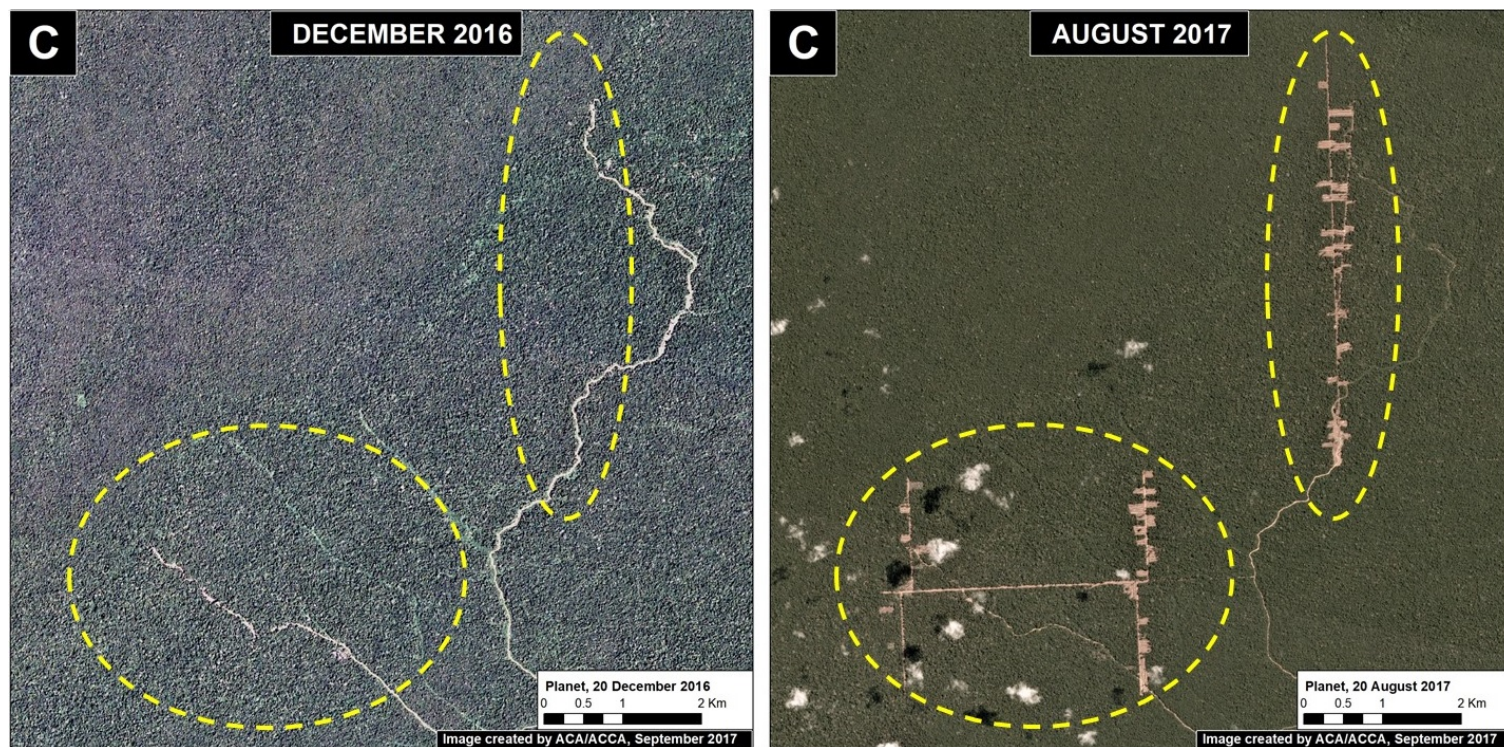 C
DECEMBER 2016
Planet, 20 December 2016
0 0.5 1 2 Km
Image created by ACA/ACCA, September 2017
C
AUGUST 2017
Planet, 20 August 2017
0 0.5 1 2 Km
Image created by ACA/ACCA, September 2017